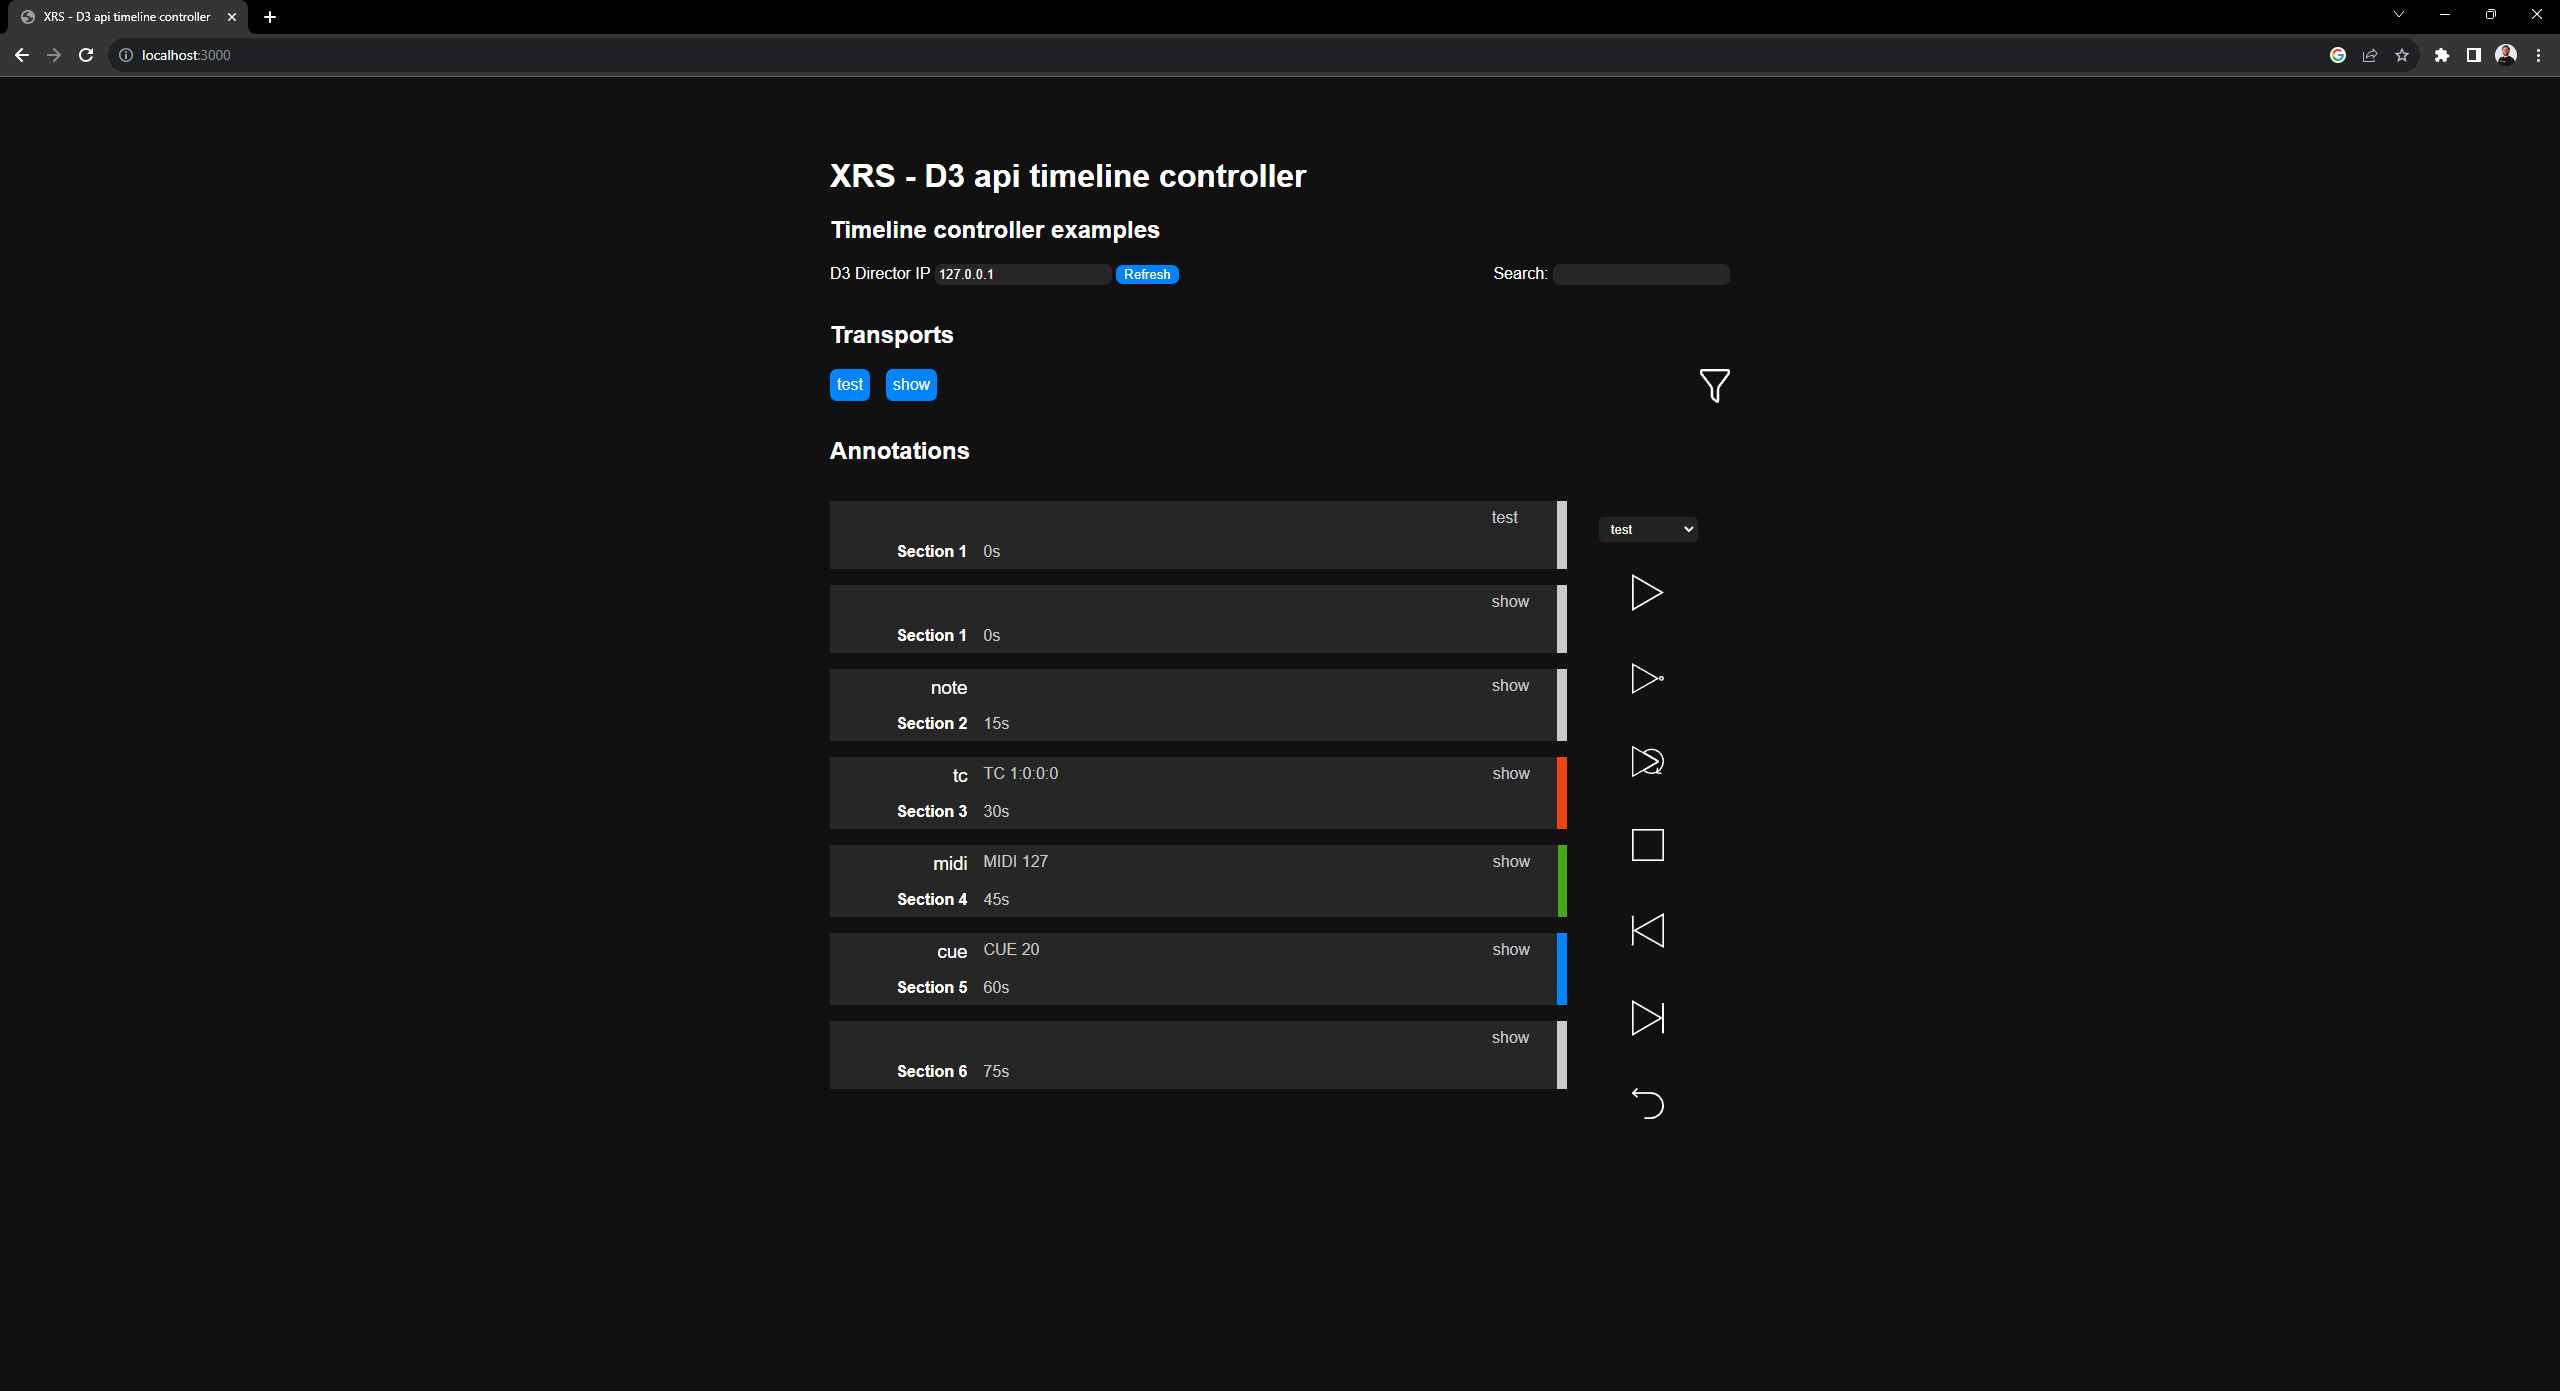 XRS - D3 api timeline controller
localhost:3000
XRS - D3 api timeline controller
Timeline controller examples
D3 Director IP 127.0.0.1 Refresh Search:
Transports
test show
Annotations
test
Section 1 0s
test
show
Section 1 0s
note show
Section 2 15s
tc TC 1:0:0:0 show
Section 3 30s
midi MIDI 127 show
Section 4 45s
cue CUE 20 show
Section 5 60s
show
Section 6 75s